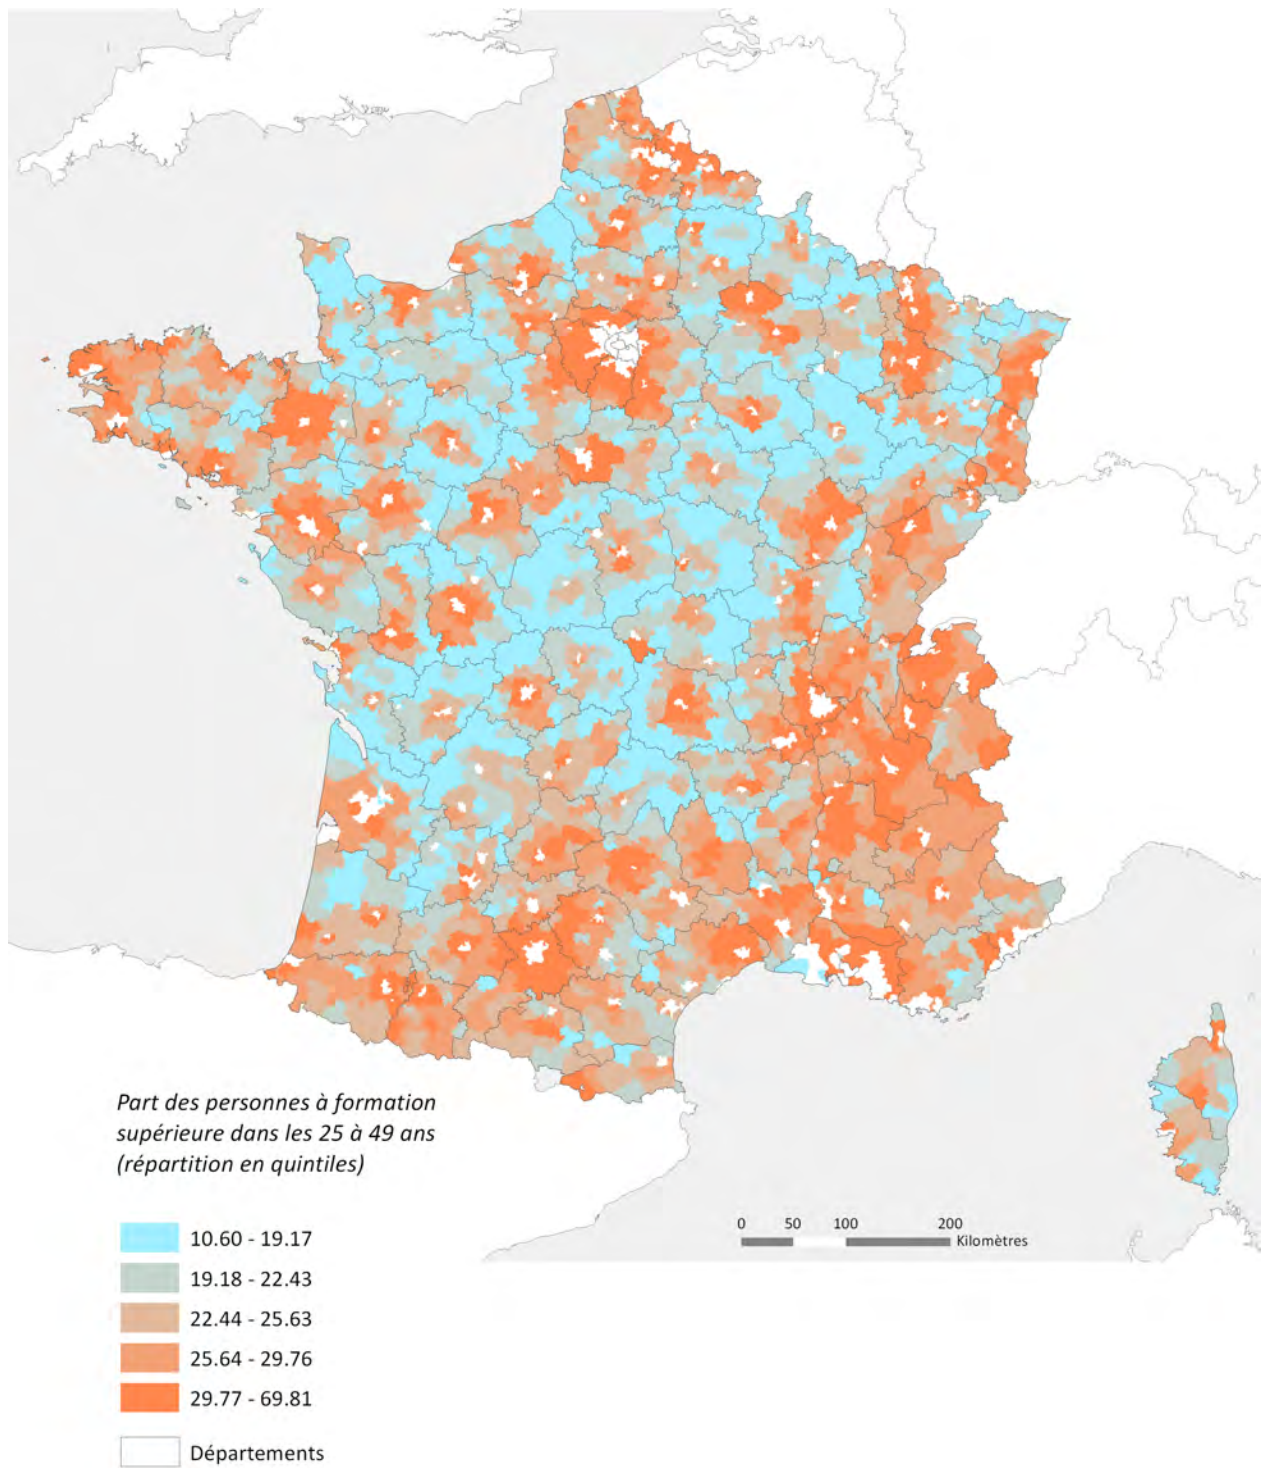 Part des personnes à formation
supérieure dans les 25 à 49 ans
(répartition en quintiles)
10.60 - 19.17
19.18 - 22.43
22.44 - 25.63
25.64 - 29.76
29.77 - 69.81
Départements
0 50 100 200
Kilomètres